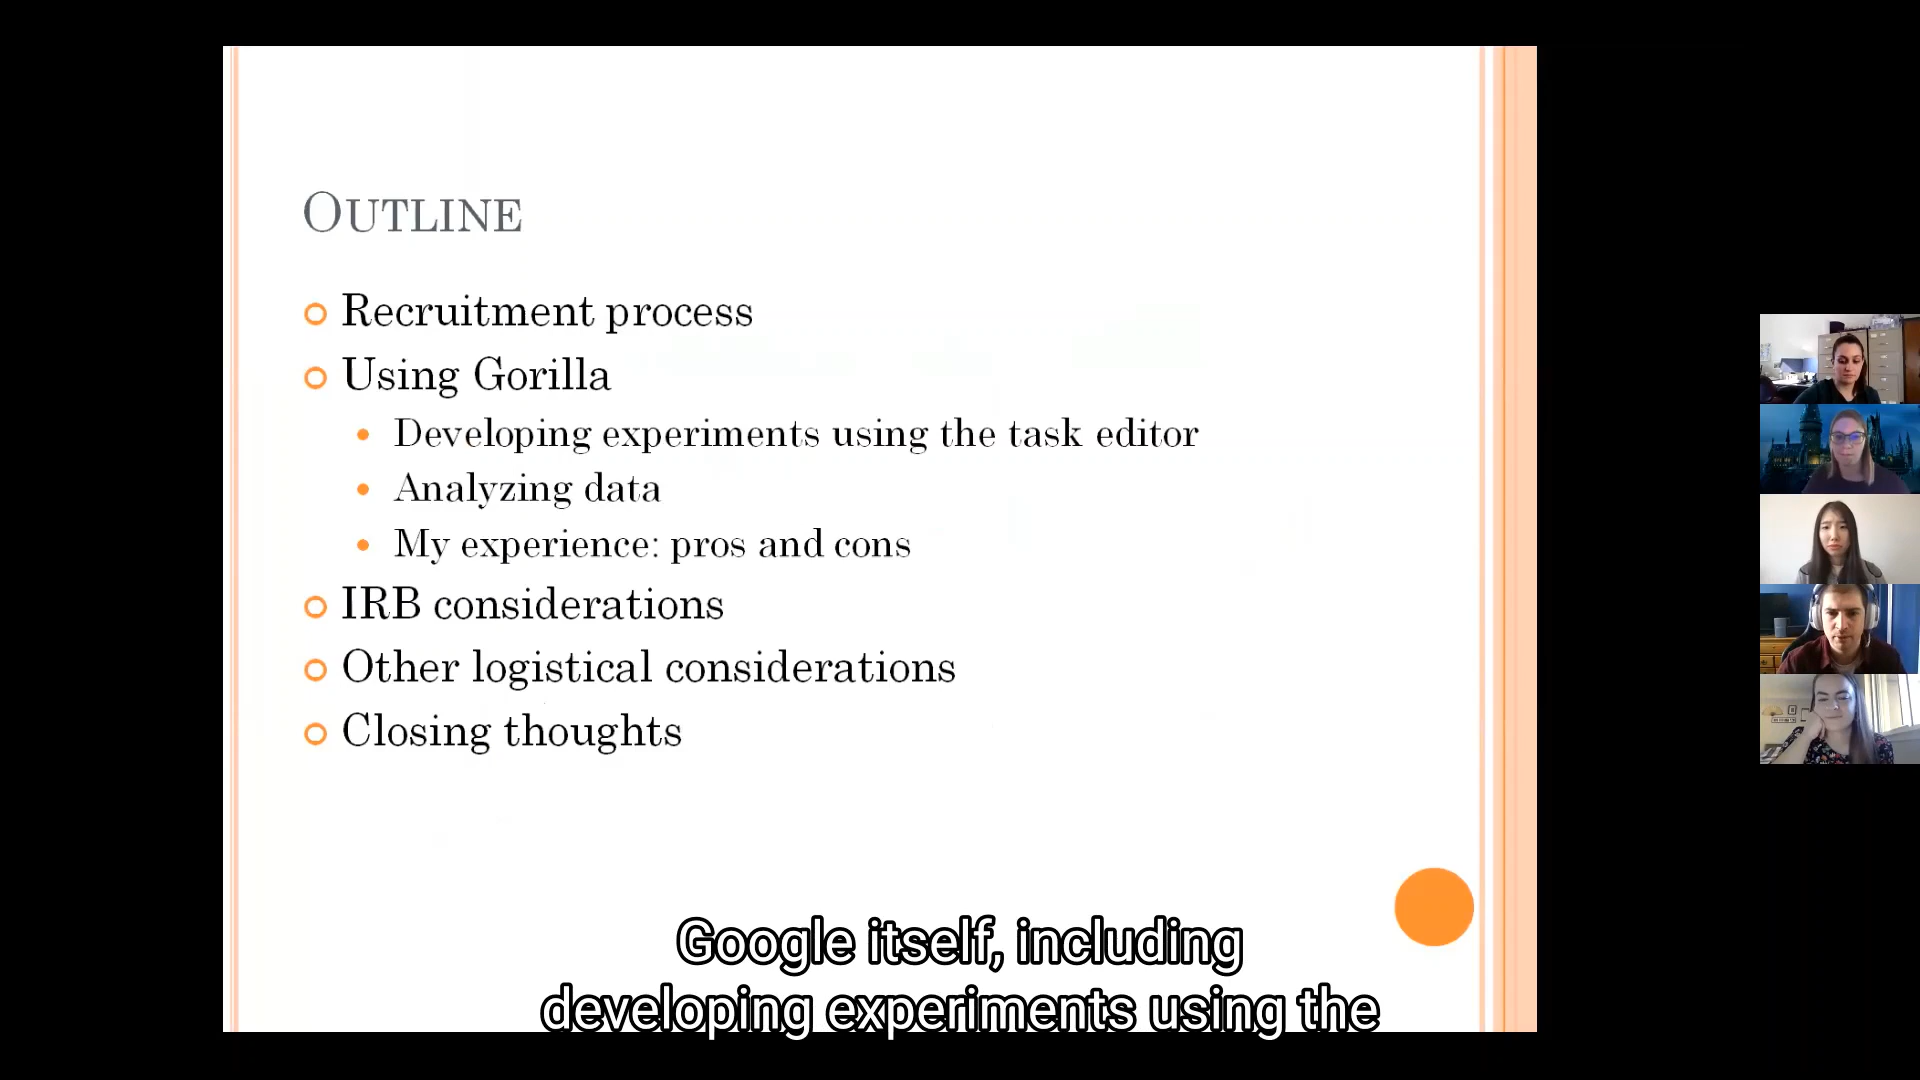 OUTLINE
Recruitment process
Using Gorilla
Developing experiments using the task editor
Analyzing data
My experience: pros and cons
IRB considerations
Other logistical considerations
Closing thoughts
Google itself, including
developing experiments using the